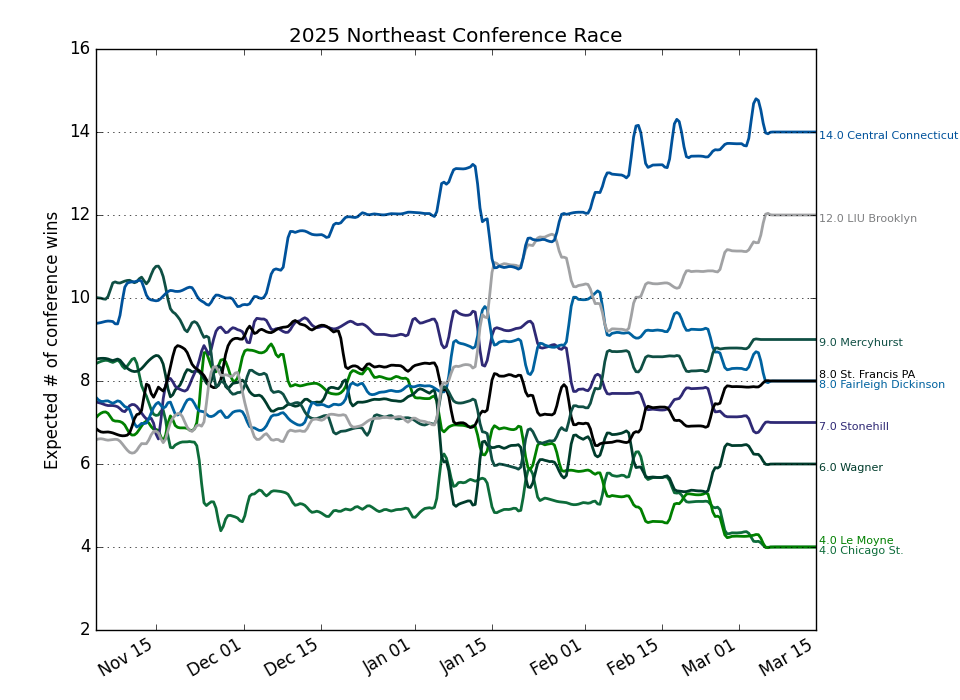 2025 Northeast Conference Race
Expected # of conference wins
16
14
12
10
8
6
4
2
14.0 Central Connecticut
12.0 LIU Brooklyn
9.0 Mercyhurst
8.0 St. Francis PA
8.0 Fairleigh Dickinson
7.0 Stonehill
6.0 Wagner
4.0 Le Moyne
4.0 Chicago St.
Nov 15
Dec 01
Dec 15
Jan 01
Jan 15
Feb 01
Feb 15
Mar 01
Mar 15